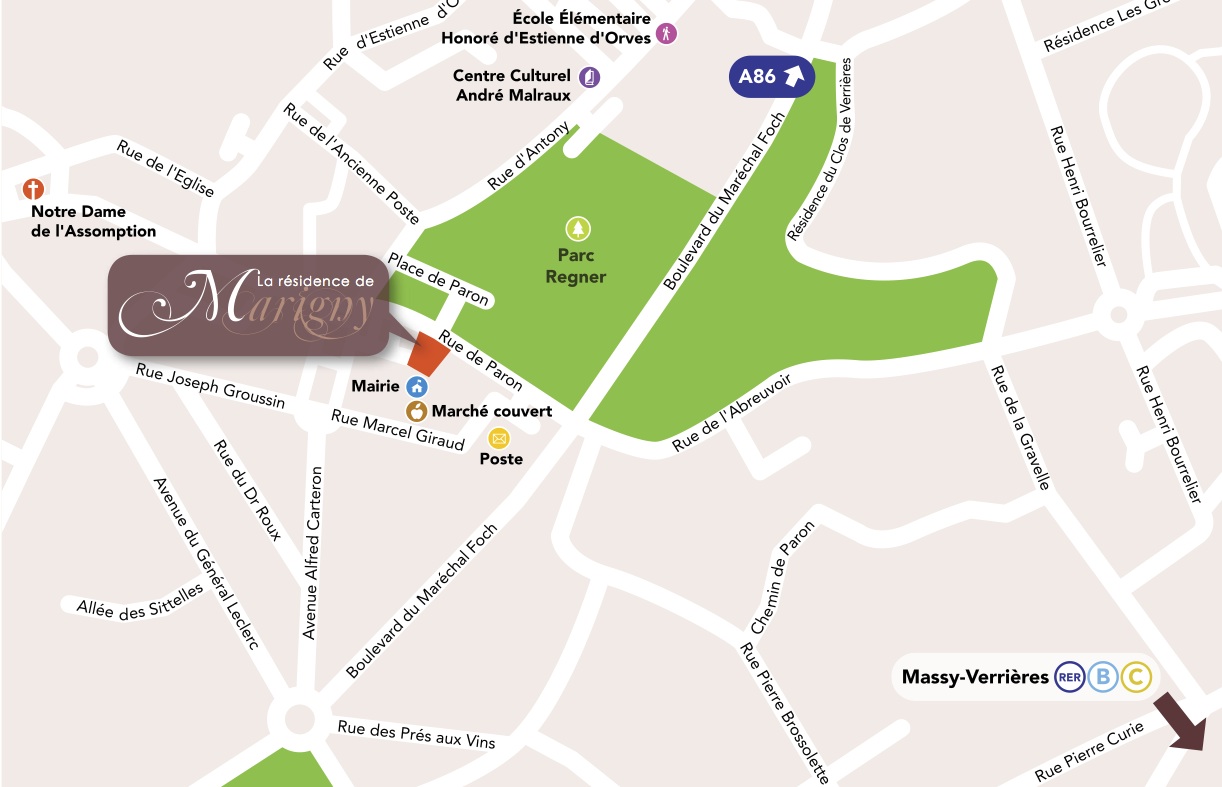 École Élémentaire
Honoré d'Estienne d'Orves
Rue d'Estienne d'O
Résidence Les Gr
Centre Culturel
André Malraux
A86
Rue de l'Ancienne Poste
Rue d'Antony
Boulevard du Maréchal Foch
Résidence du Clos de Verrières
Rue Henri Bourrelier
Rue de l'Eglise
Notre Dame
de l'Assomption
Parc
Regner
Place de Paron
La résidence de
Marigny
Rue de Paron
Rue Joseph Groussin
Mairie
Marché couvert
Rue Marcel Giraud
Poste
Rue de l'Abreuvoir
Rue de la Gravelle
Rue Henri Bourrelier
Rue du Dr Roux
Avenue du Général Leclerc
Avenue Alfred Carteron
Boulevard du Maréchal Foch
Chemin de Paron
Allée des Sittelles
Rue Pierre Brossolette
Massy-Verrières RER B C
Rue des Prés aux Vins
Rue Pierre Curie